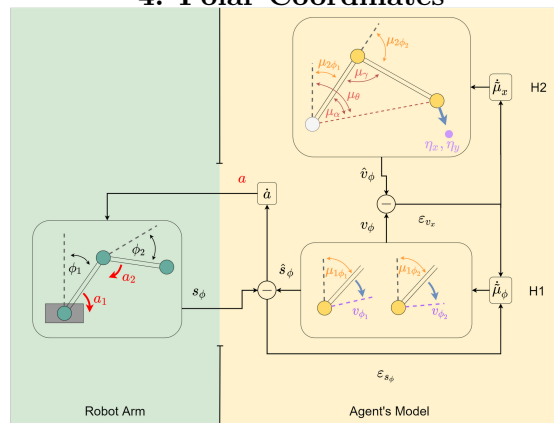 4. Polar Coordinates
μ2ϕ1
μ2ϕ2
μγ
μθ
μα
ηx, ηy
μ̇̃x
H2
v̂ϕ
a
ȧ
−
vϕ
εvx
ϕ1
ϕ2
a2
a1
sϕ
ŝϕ
−
μ1ϕ1
μ1ϕ2
vϕ1
vϕ2
μ̇̃ϕ
H1
εsϕ
Robot Arm
Agent's Model